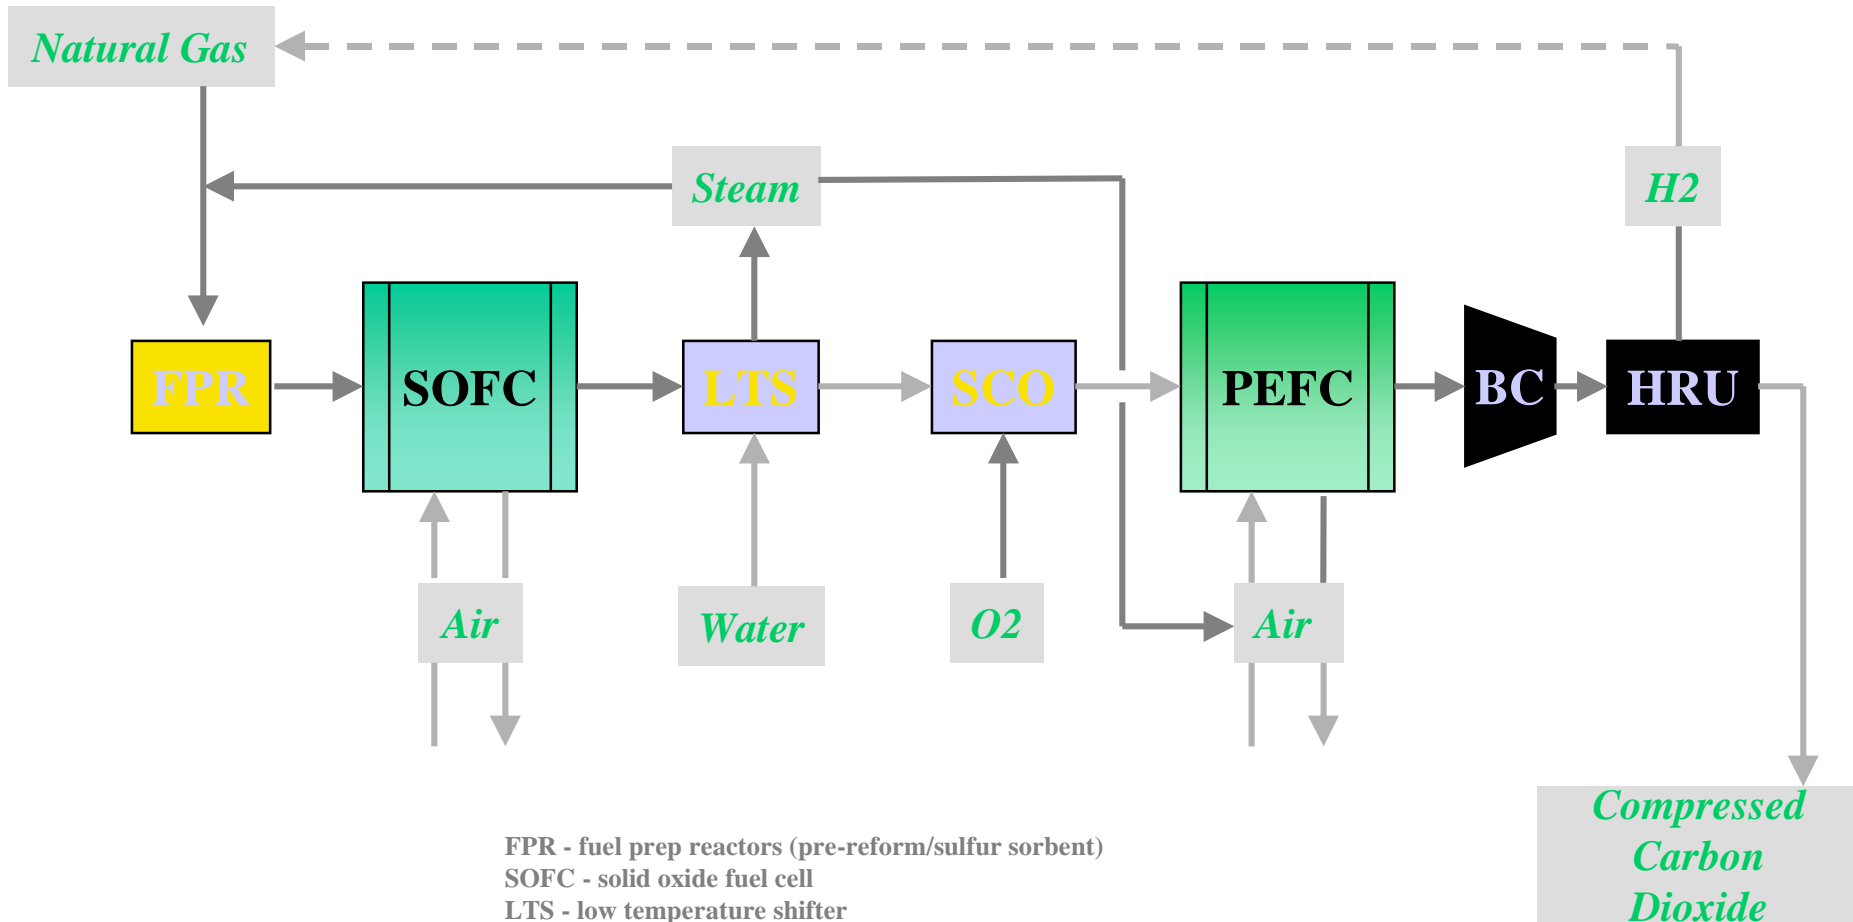 Natural Gas
Steam
H2
FPR
SOFC
LTS
SCO
PEFC
BC
HRU
Air
Water
O2
Air
Compressed
Carbon
Dioxide
FPR - fuel prep reactors (pre-reform/sulfur sorbent)
SOFC - solid oxide fuel cell
LTS - low temperature shifter